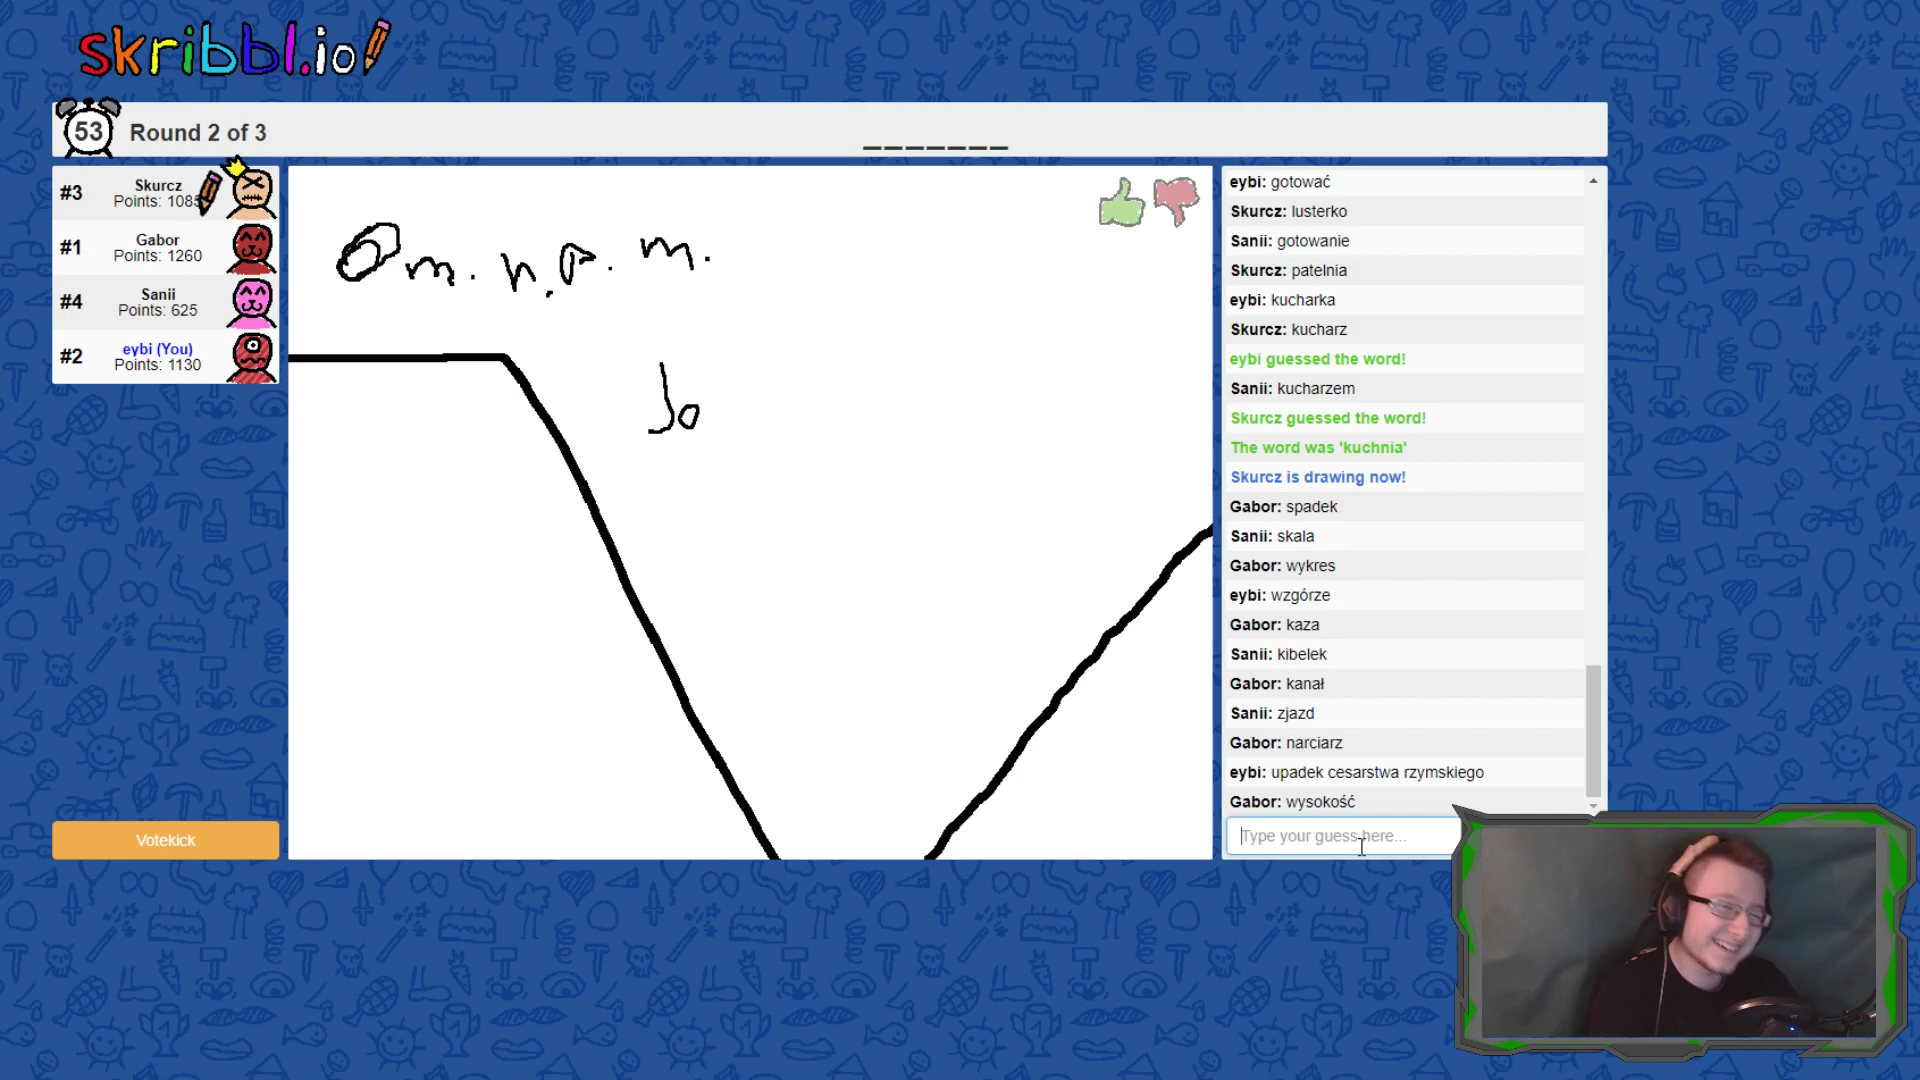 skribbl.io
53
Round 2 of 3
_ _ _ _ _ _ _
#3
Skurcz
Points: 1085
#1
Gabor
Points: 1260
#4
Sanii
Points: 625
#2
eybi (You)
Points: 1130
Votekick
0m. n.p. m.
Jo
eybi: gotować
Skurcz: lusterko
Sanii: gotowanie
Skurcz: patelnia
eybi: kucharka
Skurcz: kucharz
eybi guessed the word!
Sanii: kucharzem
Skurcz guessed the word!
The word was 'kuchnia'
Skurcz is drawing now!
Gabor: spadek
Sanii: skala
Gabor: wykres
eybi: wzgórze
Gabor: kaza
Sanii: kibelek
Gabor: kanał
Sanii: zjazd
Gabor: narciarz
eybi: upadek cesarstwa rzymskiego
Gabor: wysokość
Type your guess here...